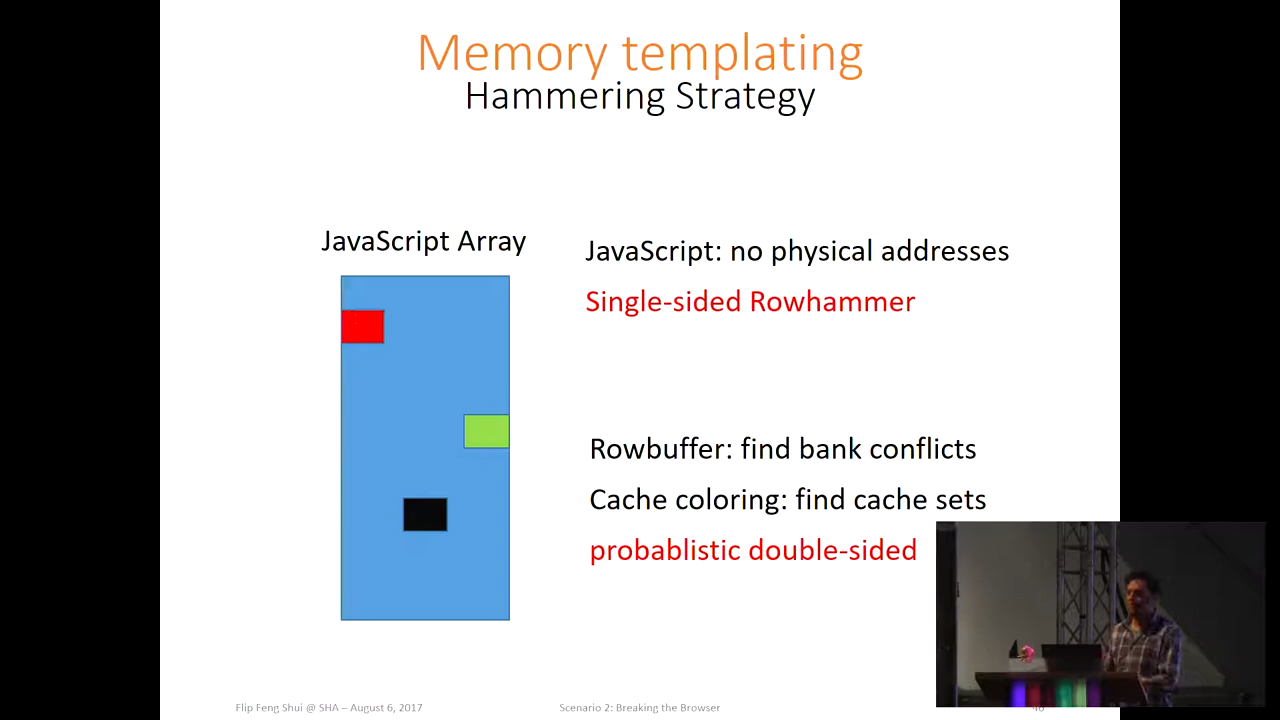 Memory templating
Hammering Strategy
JavaScript Array
JavaScript: no physical addresses
Single-sided Rowhammer
Rowbuffer: find bank conflicts
Cache coloring: find cache sets
probablistic double-sided
Flip Feng Shui @ SHA – August 6, 2017
Scenario 2: Breaking the Browser